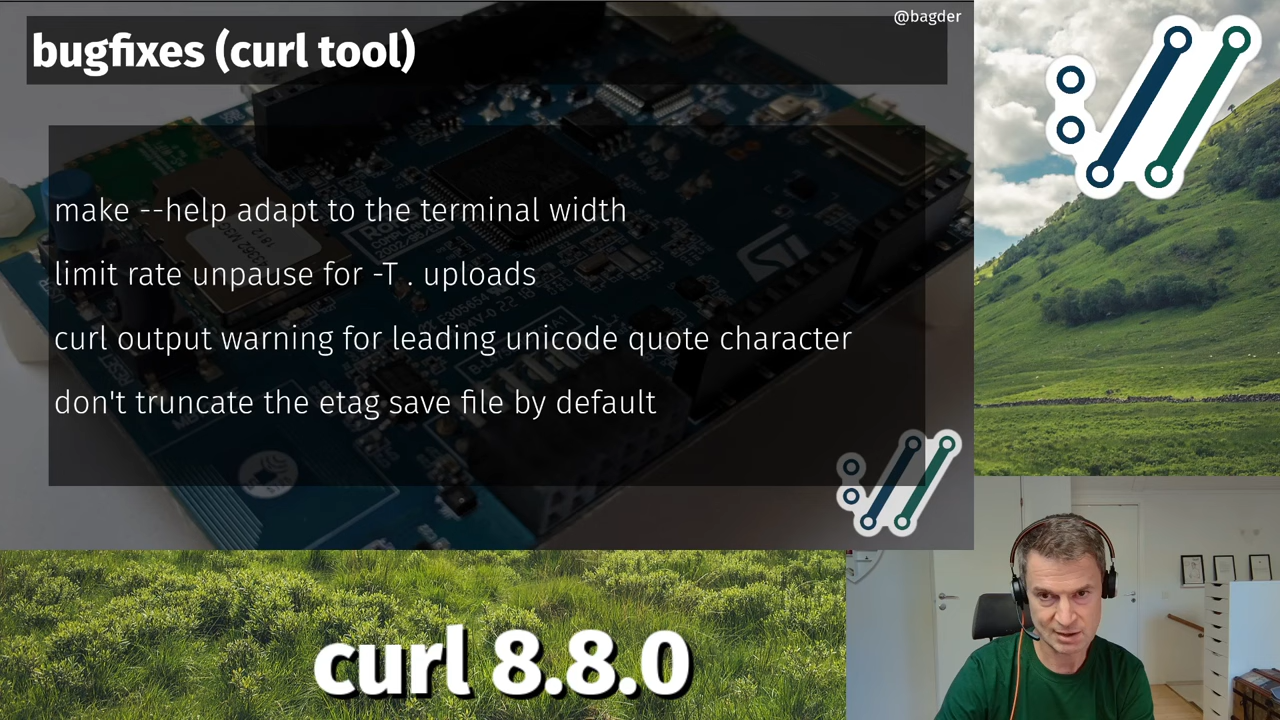 @bagder
bugfixes (curl tool)
make --help adapt to the terminal width
limit rate unpause for -T . uploads
curl output warning for leading unicode quote character
don't truncate the etag save file by default
curl 8.8.0